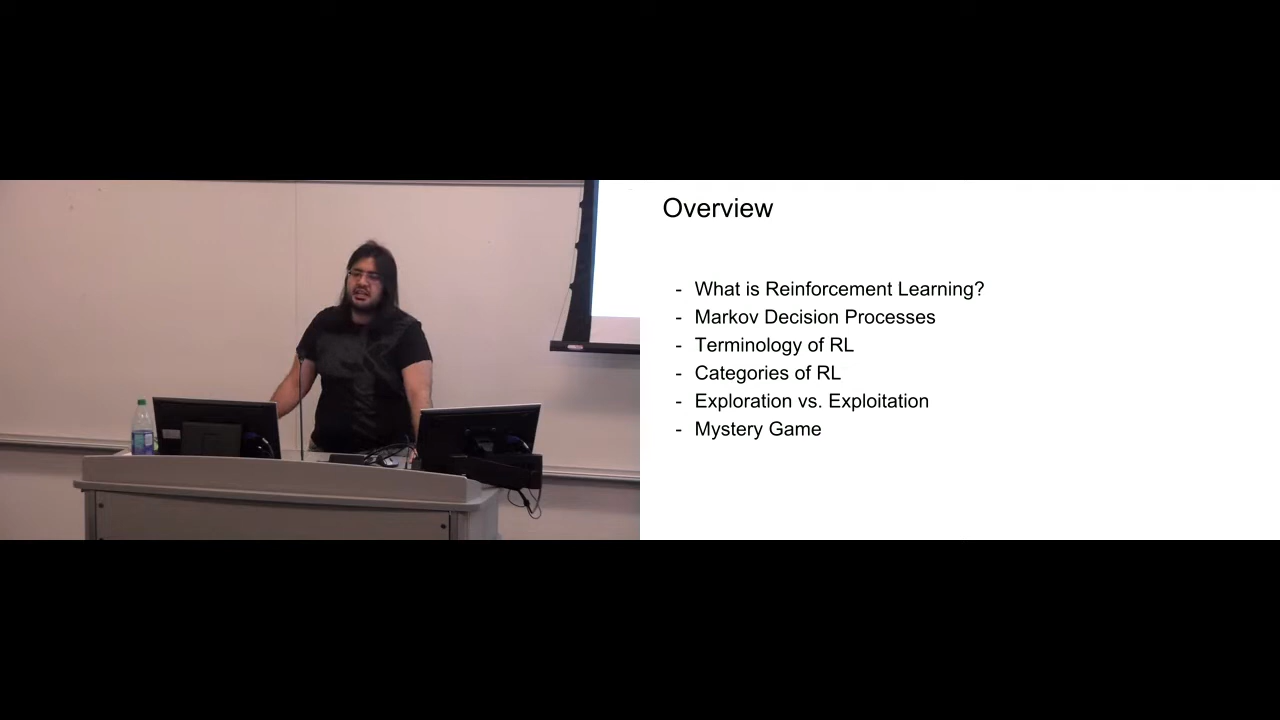 Overview
- What is Reinforcement Learning?
- Markov Decision Processes
- Terminology of RL
- Categories of RL
- Exploration vs. Exploitation
- Mystery Game